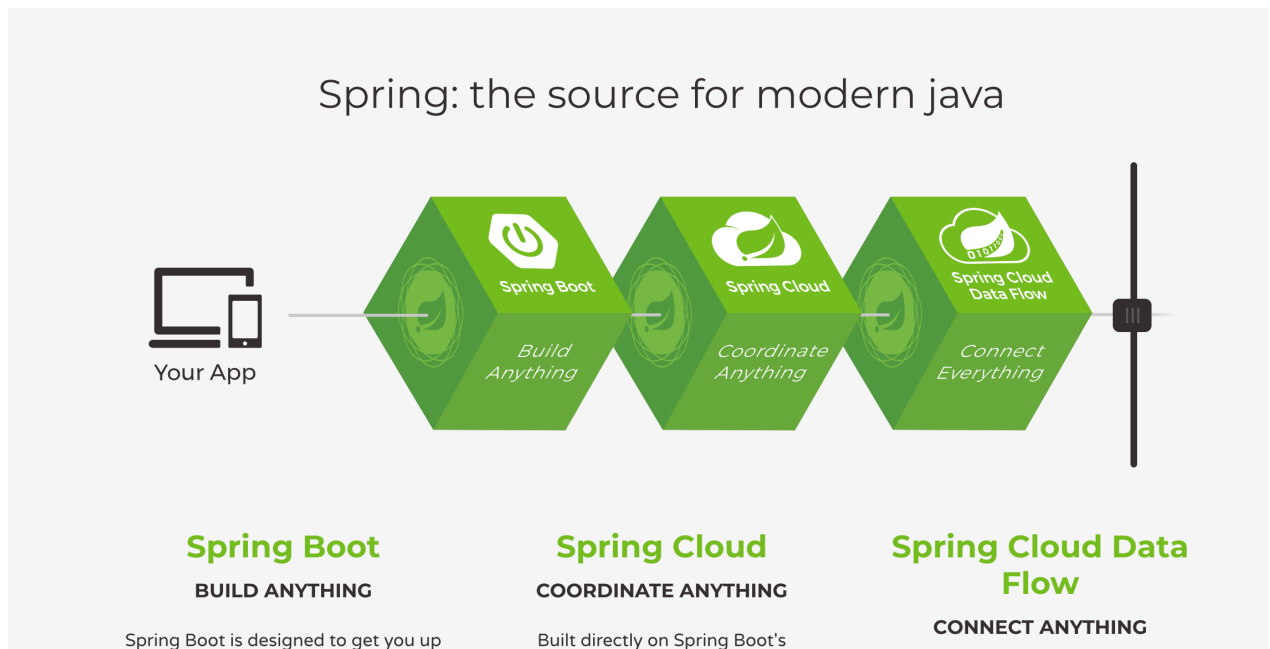 Spring: the source for modern java
Spring Boot
Build
Anything
Spring Cloud
Coordinate
Anything
Spring Cloud
Data Flow
Connect
Everything
0101101
Your App
Spring Boot
BUILD ANYTHING
Spring Boot is designed to get you up
Spring Cloud
COORDINATE ANYTHING
Built directly on Spring Boot's
Spring Cloud Data
Flow
CONNECT ANYTHING